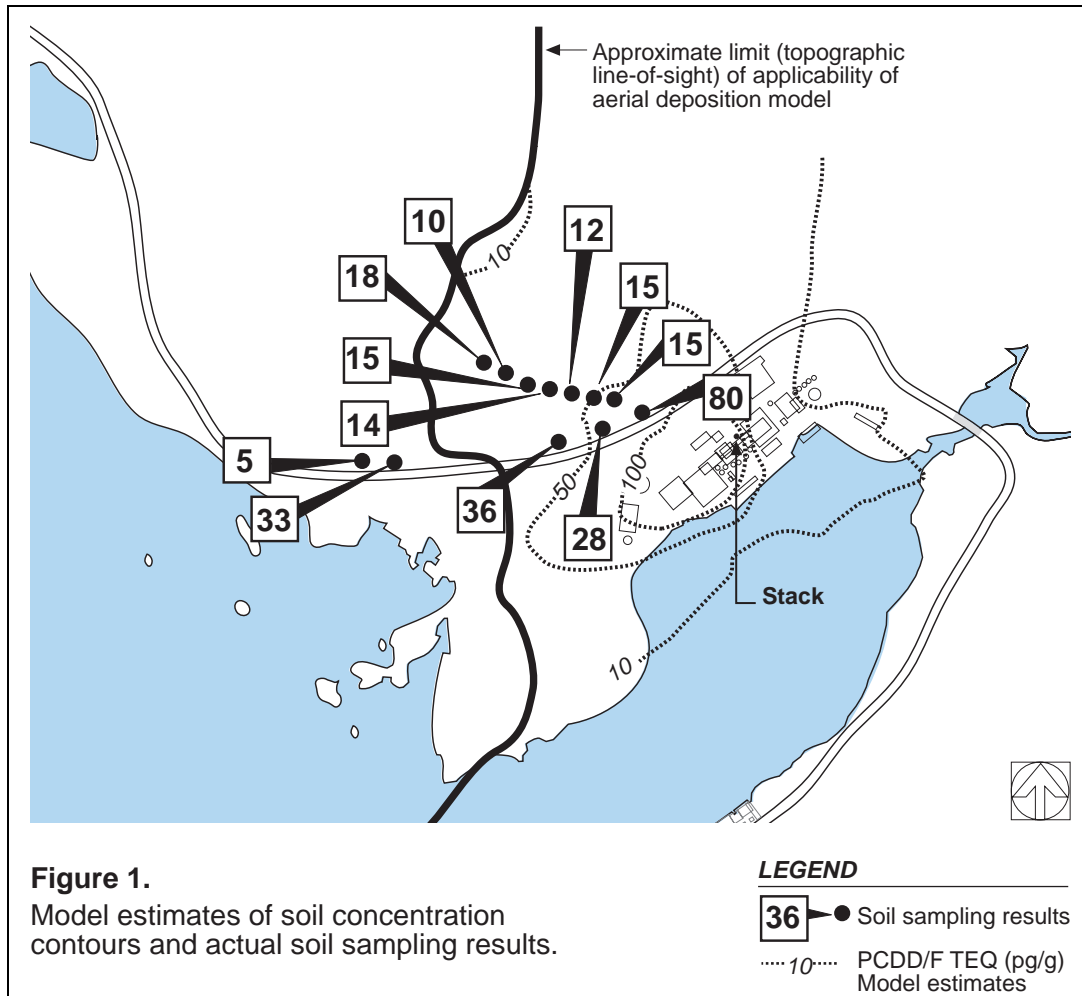 Approximate limit (topographic
line-of-sight) of applicability of
aerial deposition model
10
12
10
18
15
15
15
80
14
5
50
100
33
36
28
Stack
10
Figure 1.
Model estimates of soil concentration
contours and actual soil sampling results.
LEGEND
36 Soil sampling results
10 PCDD/F TEQ (pg/g)
Model estimates